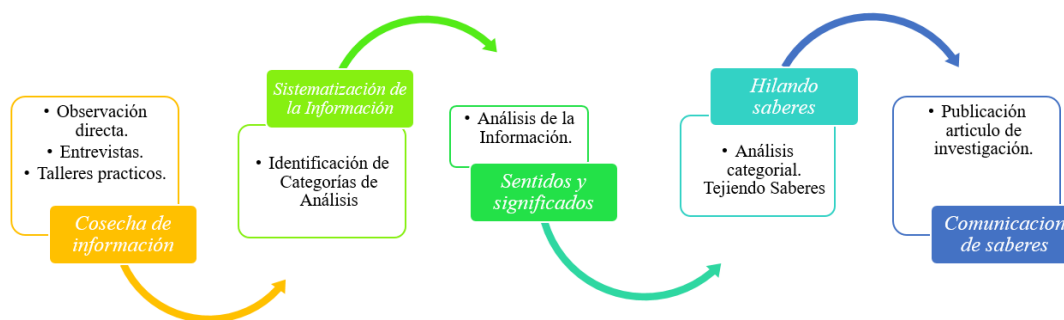 • Observación
directa.
• Entrevistas.
• Talleres practicos.
Cosecha de
información
Sistematización de
la Información
• Identificación de
Categorías de
Análisis
• Análisis de la
Información.
Sentidos y
significados
Hilando
saberes
• Análisis
categorial.
Tejiendo Saberes
• Publicación
articulo de
investigación.
Comunicacion
de saberes